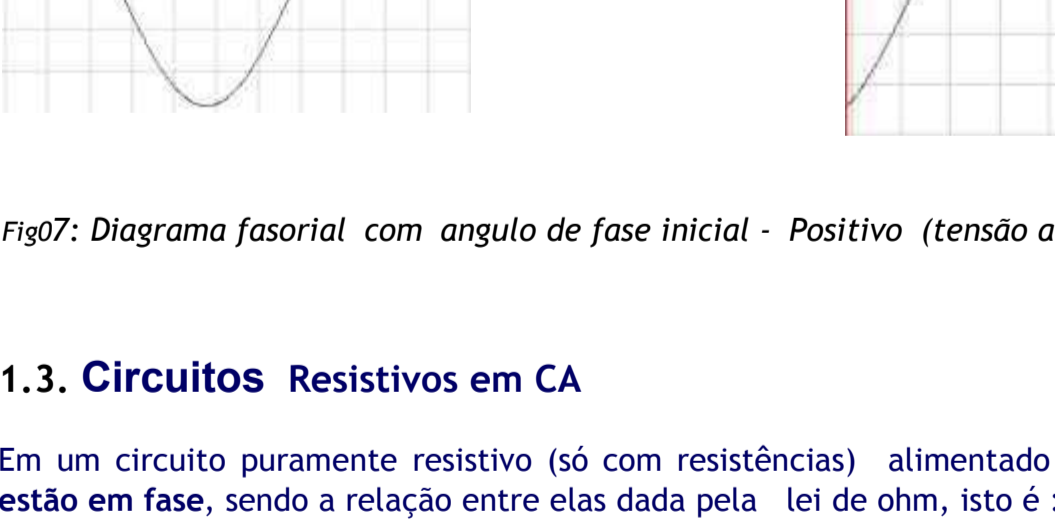 Fig07: Diagrama fasorial com angulo de fase inicial - Positivo (tensão a
1.3. Circuitos Resistivos em CA
Em um circuito puramente resistivo (só com resistências) alimentado
estão em fase, sendo a relação entre elas dada pela lei de ohm, isto é :